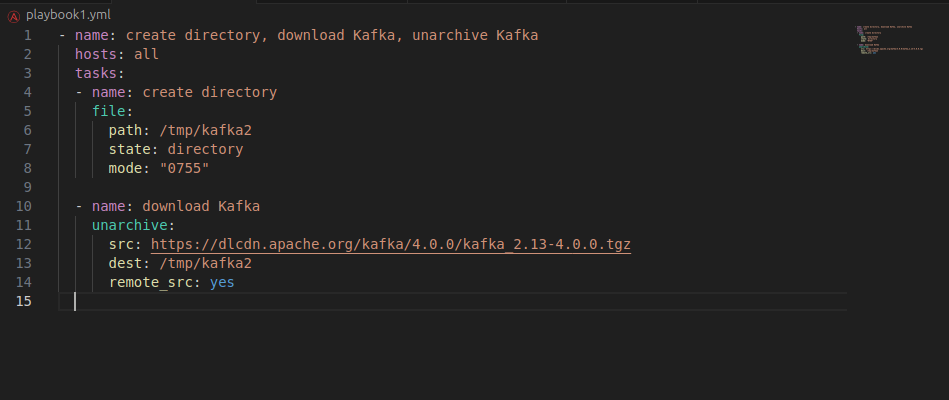 playbook1.yml
1 - name: create directory, download Kafka, unarchive Kafka
2 hosts: all
3 tasks:
4 - name: create directory
5 file:
6 path: /tmp/kafka2
7 state: directory
8 mode: "0755"
9
10 - name: download Kafka
11 unarchive:
12 src: https://dlcdn.apache.org/kafka/4.0.0/kafka_2.13-4.0.0.tgz
13 dest: /tmp/kafka2
14 remote_src: yes
15